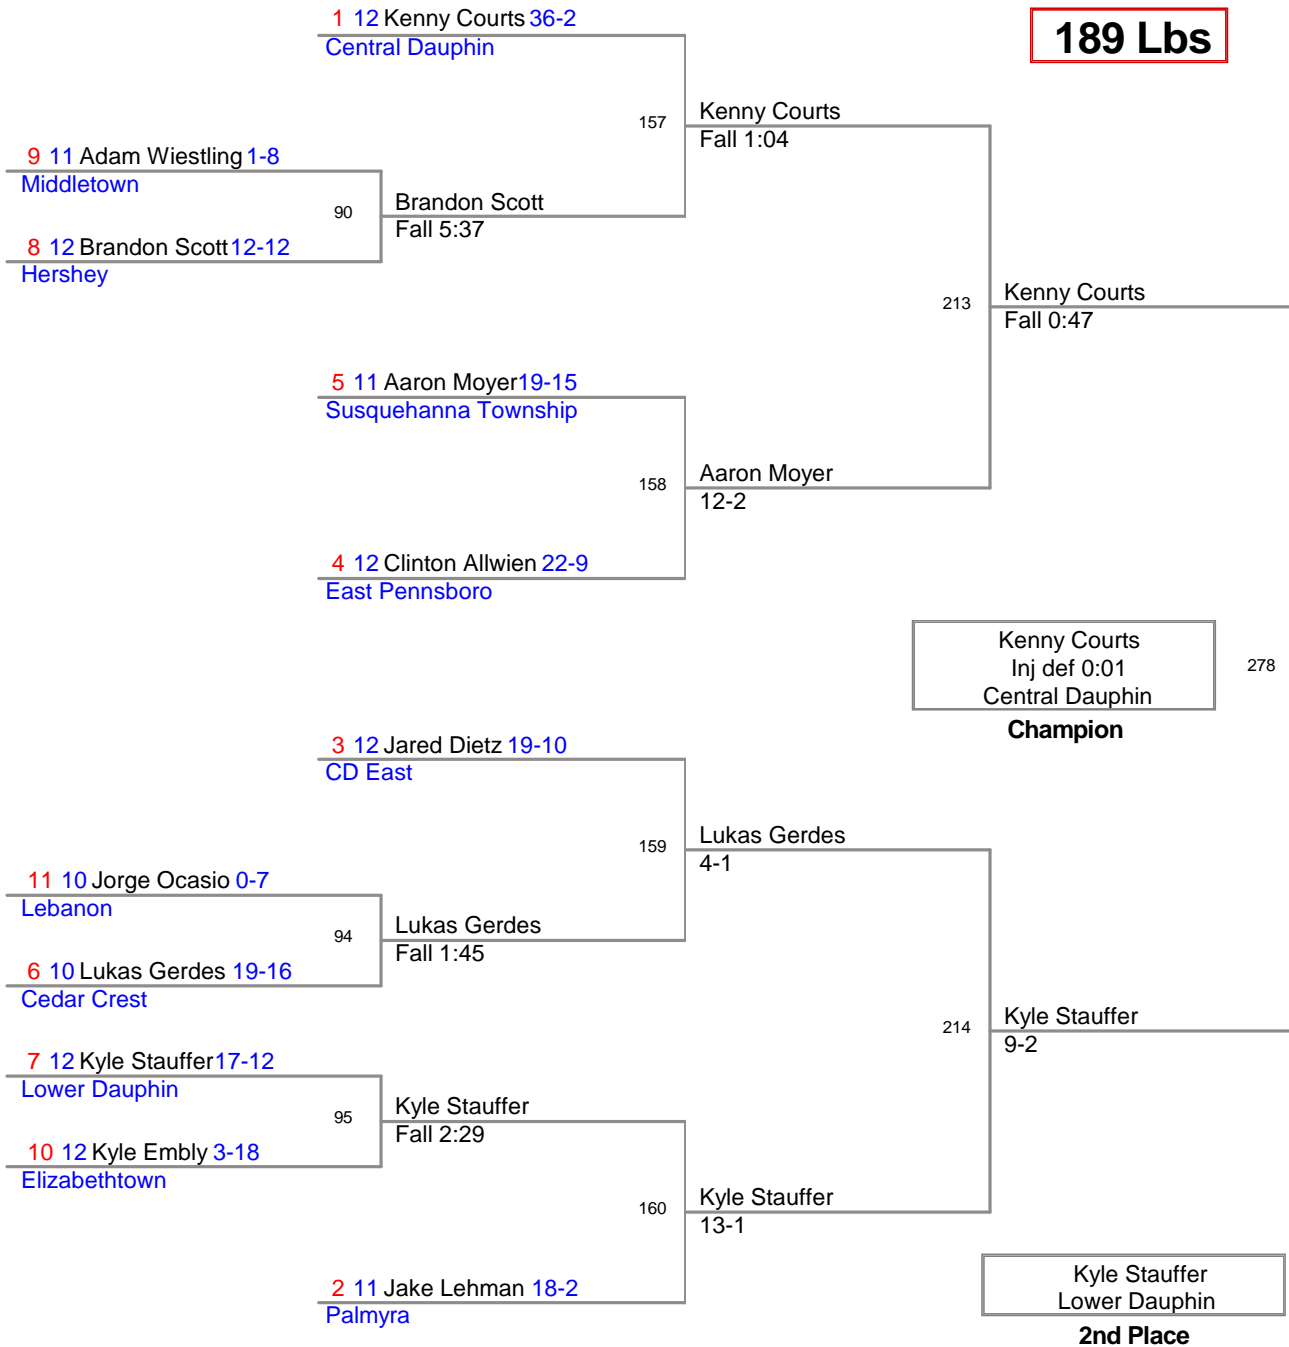 1 12 Kenny Courts 36-2
Central Dauphin
189 Lbs
157
Kenny Courts
Fall 1:04
9 11 Adam Wiestling 1-8
Middletown
90
Brandon Scott
Fall 5:37
8 12 Brandon Scott 12-12
Hershey
213
Kenny Courts
Fall 0:47
5 11 Aaron Moyer 19-15
Susquehanna Township
158
Aaron Moyer
12-2
4 12 Clinton Allwien 22-9
East Pennsboro
Kenny Courts
Inj def 0:01
Central Dauphin
278
Champion
3 12 Jared Dietz 19-10
CD East
159
Lukas Gerdes
4-1
11 10 Jorge Ocasio 0-7
Lebanon
94
Lukas Gerdes
Fall 1:45
6 10 Lukas Gerdes 19-16
Cedar Crest
214
Kyle Stauffer
9-2
7 12 Kyle Stauffer 17-12
Lower Dauphin
95
Kyle Stauffer
Fall 2:29
10 12 Kyle Embly 3-18
Elizabethtown
160
Kyle Stauffer
13-1
2 11 Jake Lehman 18-2
Palmyra
Kyle Stauffer
Lower Dauphin
2nd Place